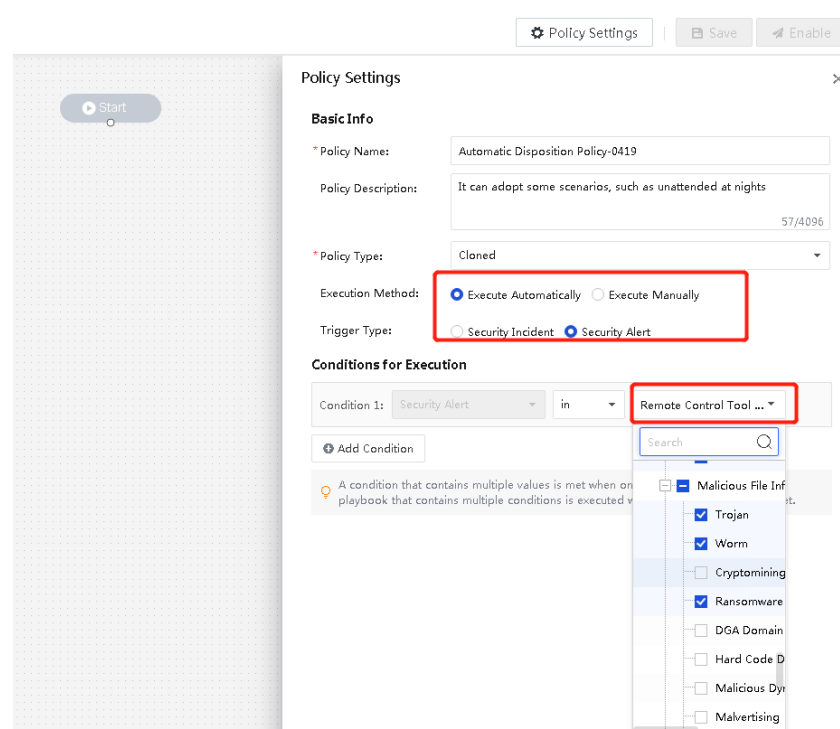 Policy Settings
Save
Enable
Start
Policy Settings
Basic Info
* Policy Name: Automatic Disposition Policy-0419
Policy Description: It can adopt some scenarios, such as unattended at nights
57/4096
* Policy Type: Cloned
Execution Method: Execute Automatically Execute Manually
Trigger Type: Security Incident Security Alert
Conditions for Execution
Condition 1: Security Alert in Remote Control Tool ...
Search
Add Condition
A condition that contains multiple values is met when on
playbook that contains multiple conditions is executed w
et.
Malicious File Inf
Trojan
Worm
Cryptomining
Ransomware
DGA Domain
Hard Code D
Malicious Dyn
Malvertising